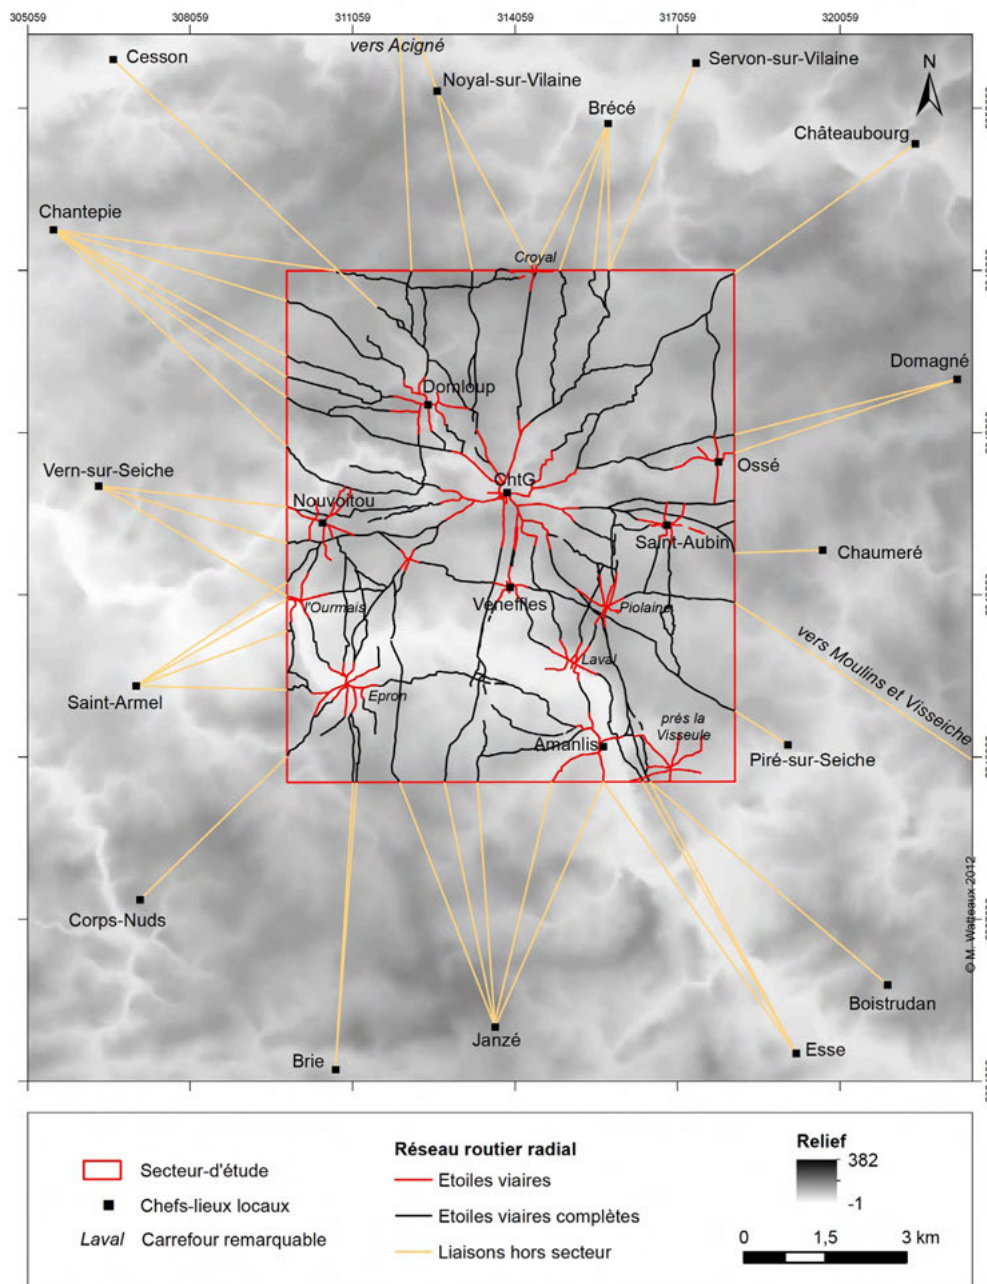 305059 308059 311059 314059 317059 320059
vers Acigné
Cesson
Servon-sur-Vilaine
N
Noyal-sur-Vilaine
Brécé
Châteaubourg
Chantepie
Croyal
Domagné
Domloup
Vern-sur-Seiche
Ossé
ChtG
Nouvoitou
Saint-Aubin
Chaumeré
Veneffles
l'Ourmais
Piolaine
vers Moulins et Visseiche
Laval
Saint-Armel
Epron
prés la
Visseule
Amanlis
Piré-sur-Seiche
© M. Watteaux 2012
Corps-Nuds
Boistrudan
Janzé
Esse
Brie
Réseau routier radial
Relief
Secteur-d'étude
382
Etoiles viaires
-1
Chefs-lieux locaux
Etoiles viaires complètes
Laval Carrefour remarquable
0 1,5 3 km
Liaisons hors secteur